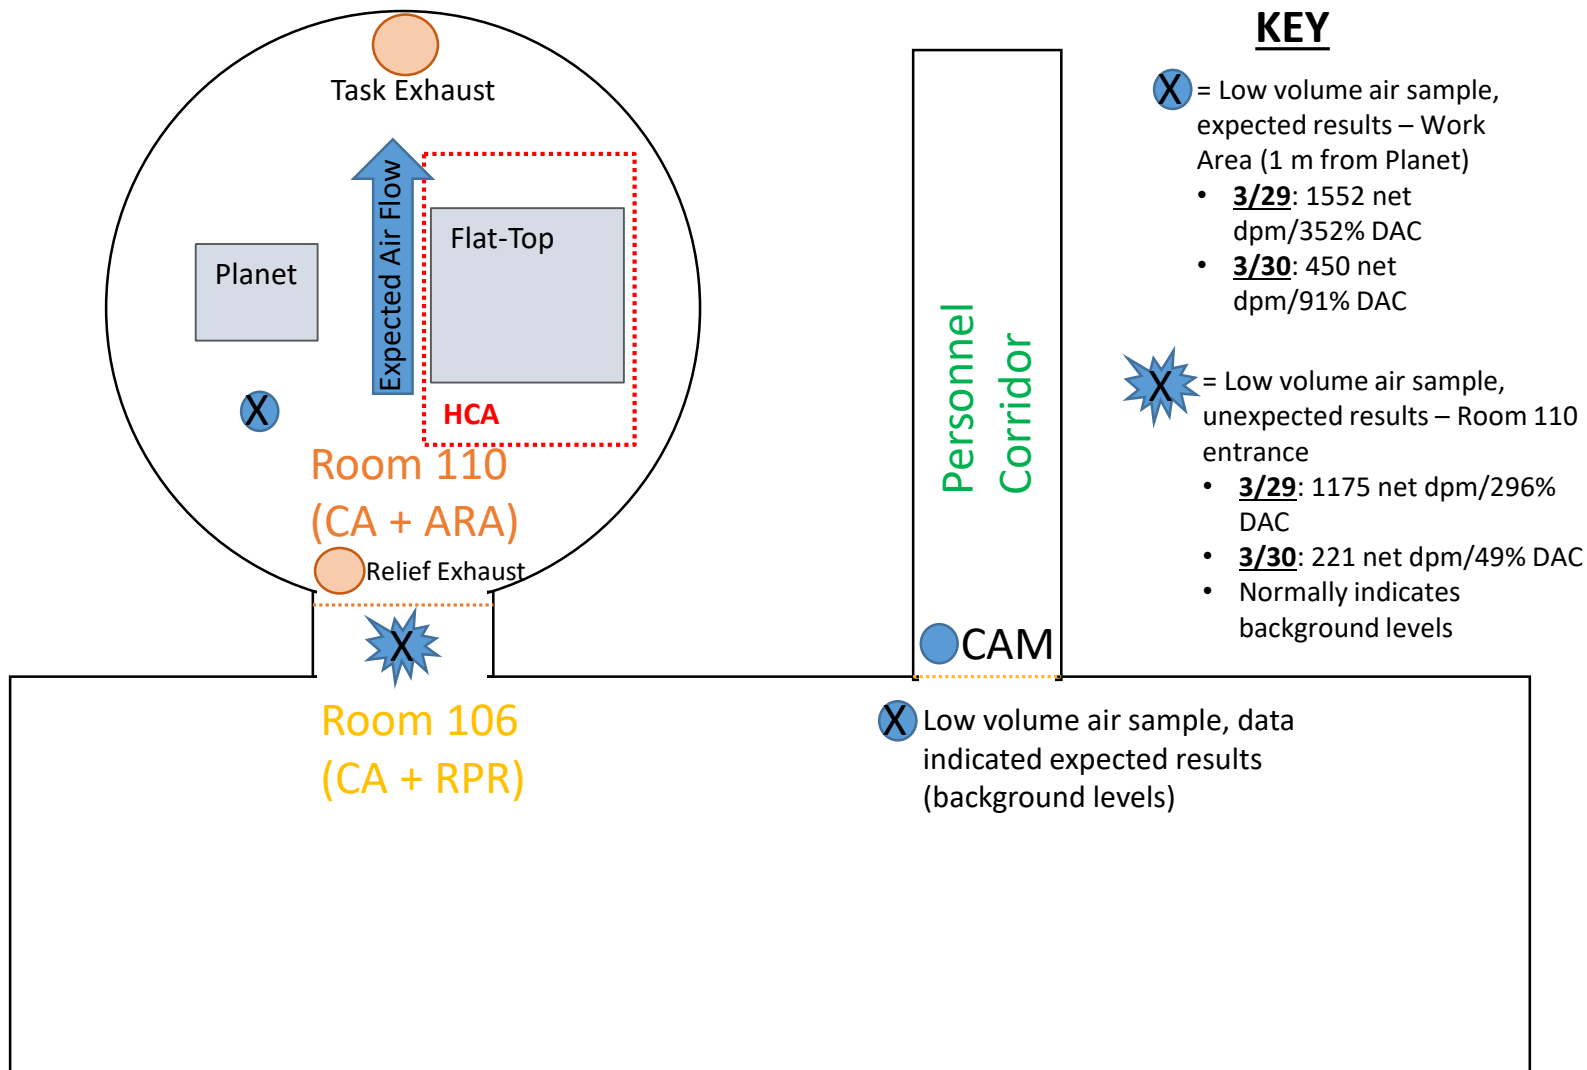 Task Exhaust
Expected Air Flow
Flat-Top
Planet
X
HCA
Room 110
(CA + ARA)
Relief Exhaust
X
Room 106
(CA + RPR)
Personnel
Corridor
CAM
X
Low volume air sample, data
indicated expected results
(background levels)
KEY
X
= Low volume air sample,
expected results – Work
Area (1 m from Planet)
• 3/29: 1552 net
dpm/352% DAC
• 3/30: 450 net
dpm/91% DAC
X
= Low volume air sample,
unexpected results – Room 110
entrance
• 3/29: 1175 net dpm/296%
DAC
• 3/30: 221 net dpm/49% DAC
• Normally indicates
background levels